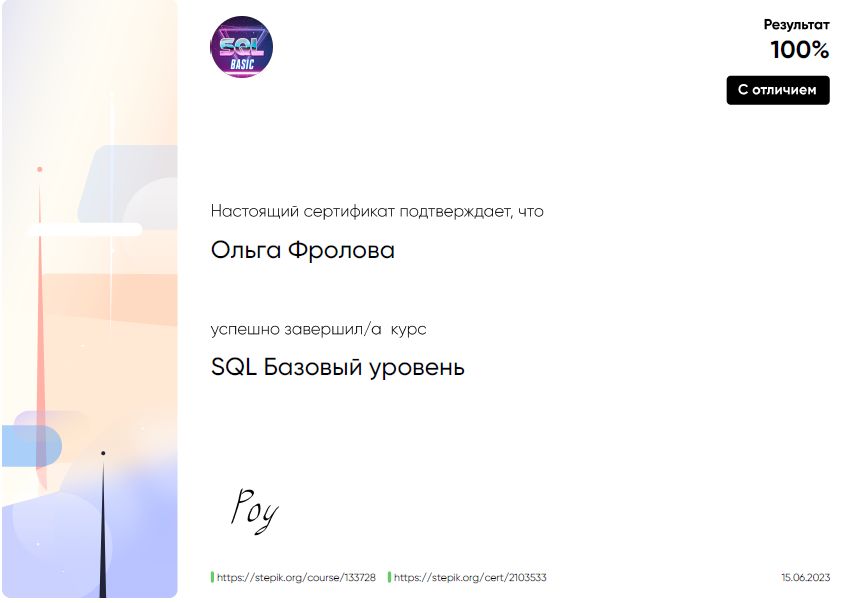 SQL
BASIC
Результат
100%
С отличием
Настоящий сертификат подтверждает, что
Ольга Фролова
успешно завершил/а курс
SQL Базовый уровень
Роу
https://stepik.org/course/133728 https://stepik.org/cert/2103533
15.06.2023